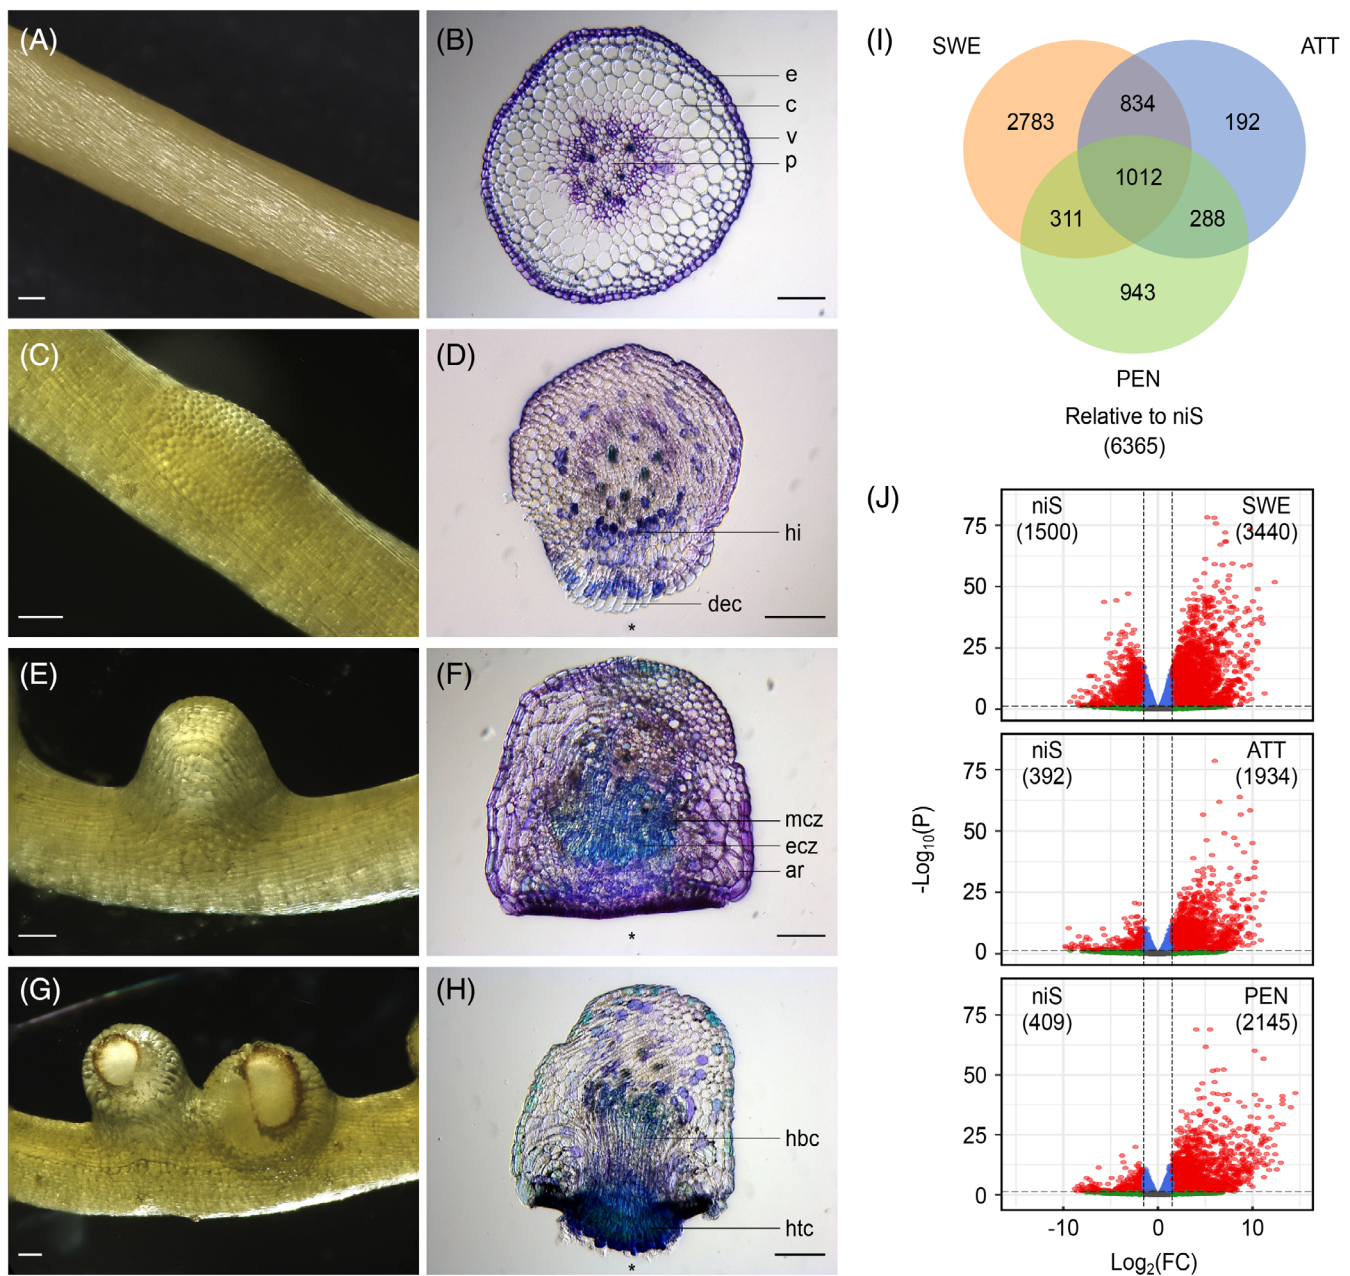 (A)
(B)
e
c
v
p
(C)
(D)
hi
dec
*
(E)
(F)
mcz
ecz
ar
*
(G)
(H)
hbc
htc
*
(I)
SWE
ATT
2783
834
192
1012
311
288
943
PEN
Relative to niS
(6365)
(J)
niS
(1500)
SWE
(3440)
75
50
25
0
niS
(392)
ATT
(1934)
75
50
25
0
niS
(409)
PEN
(2145)
75
50
25
0
-Log₁₀(P)
-10 0 10
Log₂(FC)